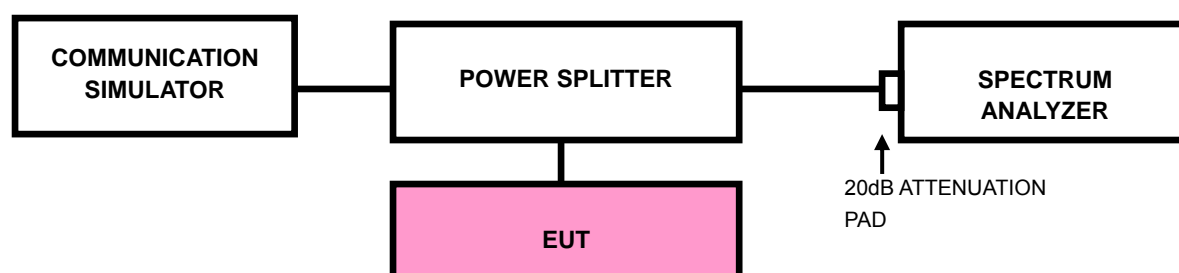 COMMUNICATION
SIMULATOR
POWER SPLITTER
SPECTRUM
ANALYZER
20dB ATTENUATION
PAD
EUT